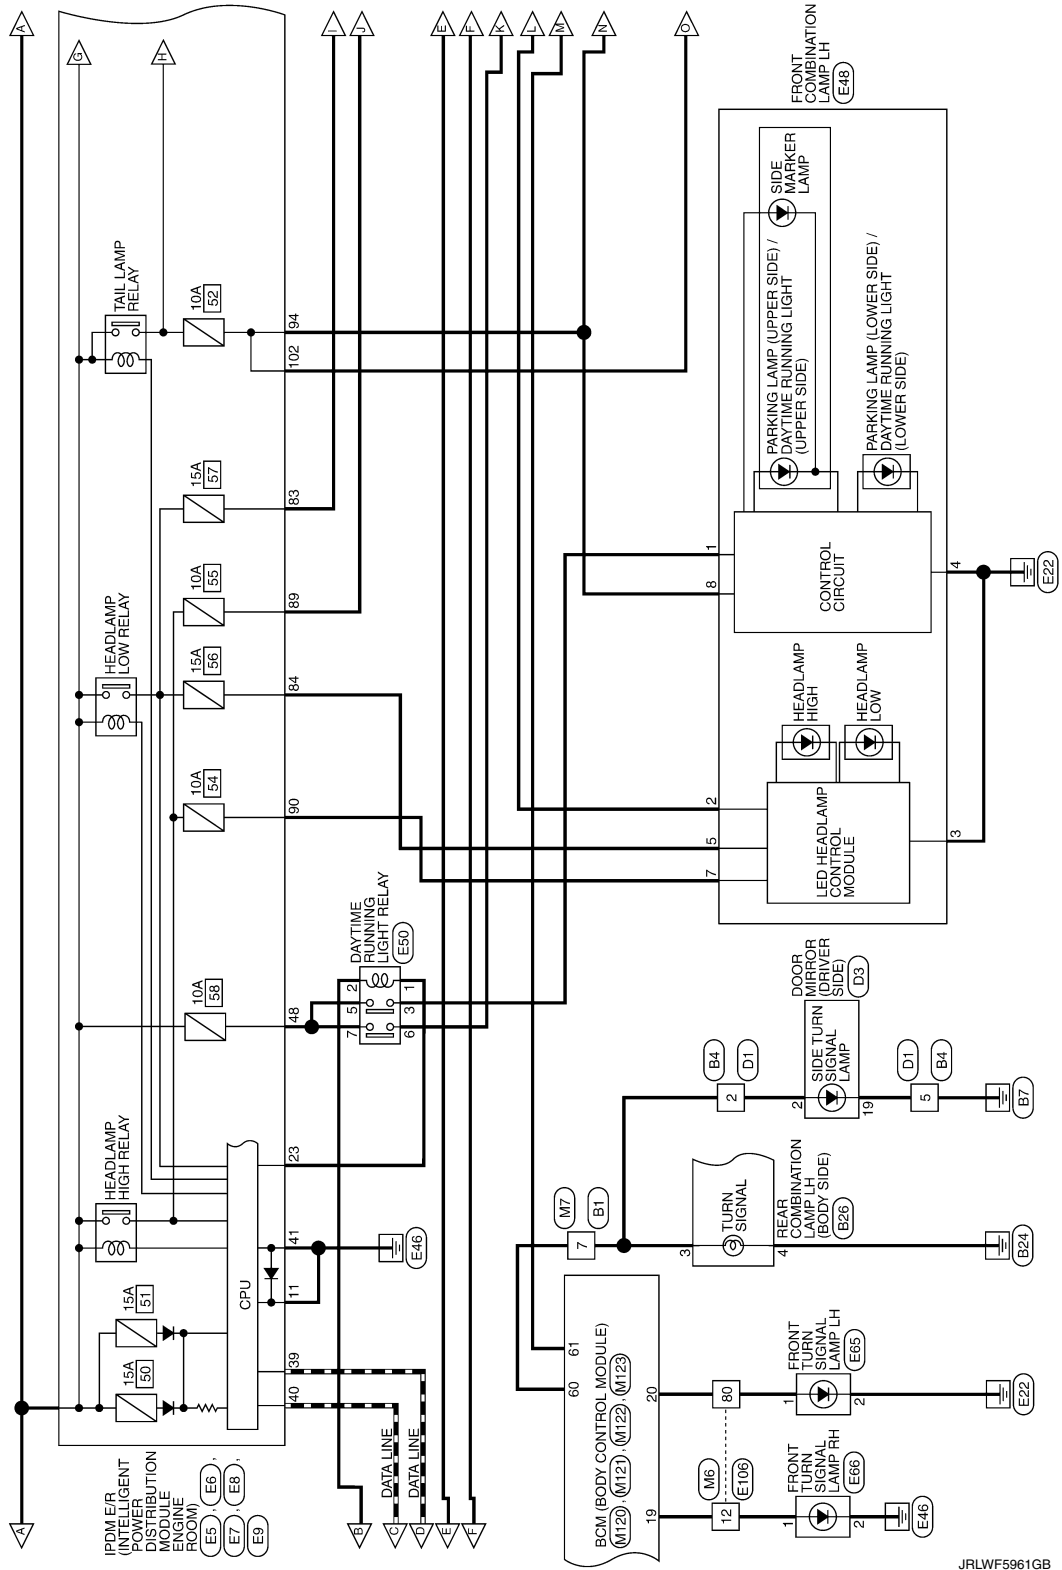 A
IPDM E/R
(INTELLIGENT
POWER
DISTRIBUTION
MODULE
ENGINE
ROOM)
E5 , E6 ,
E7 , E8 ,
E9
15A
50
15A
51
HEADLAMP
HIGH RELAY
10A
58
10A
54
HEADLAMP
LOW RELAY
15A
56
10A
55
15A
57
TAIL LAMP
RELAY
10A
52
G
H
A
CPU
40
39
11
41
23
48
90
84
89
83
102
94
E46
DATA LINE
DATA LINE
B
C
D
E
F
DAYTIME
RUNNING
LIGHT RELAY
E50
7
5
2
6
3
1
I
J
E
F
K
L
M
N
O
BCM (BODY CONTROL MODULE)
M120 , M121 , M122 , M123
60
61
19
20
M7
7
B1
M6
12
E106
80
1
FRONT
TURN
SIGNAL
LAMP RH
E66
2
E46
1
FRONT
TURN
SIGNAL
LAMP LH
E65
2
E22
3
TURN
SIGNAL
4
REAR
COMBINATION
LAMP LH
(BODY SIDE)
B26
B24
B4
2
D1
2
SIDE TURN
SIGNAL
LAMP
19
DOOR
MIRROR
(DRIVER
SIDE)
D3
D1
5
B4
B7
7
5
2
8
1
LED HEADLAMP
CONTROL
MODULE
HEADLAMP
HIGH
HEADLAMP
LOW
CONTROL
CIRCUIT
PARKING LAMP (UPPER SIDE) /
DAYTIME RUNNING LIGHT
(UPPER SIDE)
SIDE
MARKER
LAMP
PARKING LAMP (LOWER SIDE) /
DAYTIME RUNNING LIGHT
(LOWER SIDE)
FRONT
COMBINATION
LAMP LH
E48
3
4
E22
JRLWF5961GB